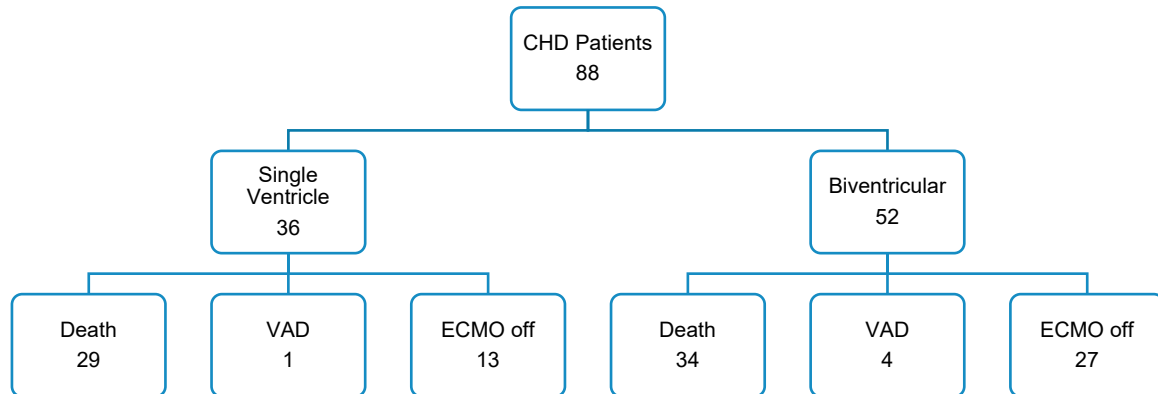 CHD Patients
88
Single
Ventricle
36
Biventricular
52
Death
29
VAD
1
ECMO off
13
Death
34
VAD
4
ECMO off
27